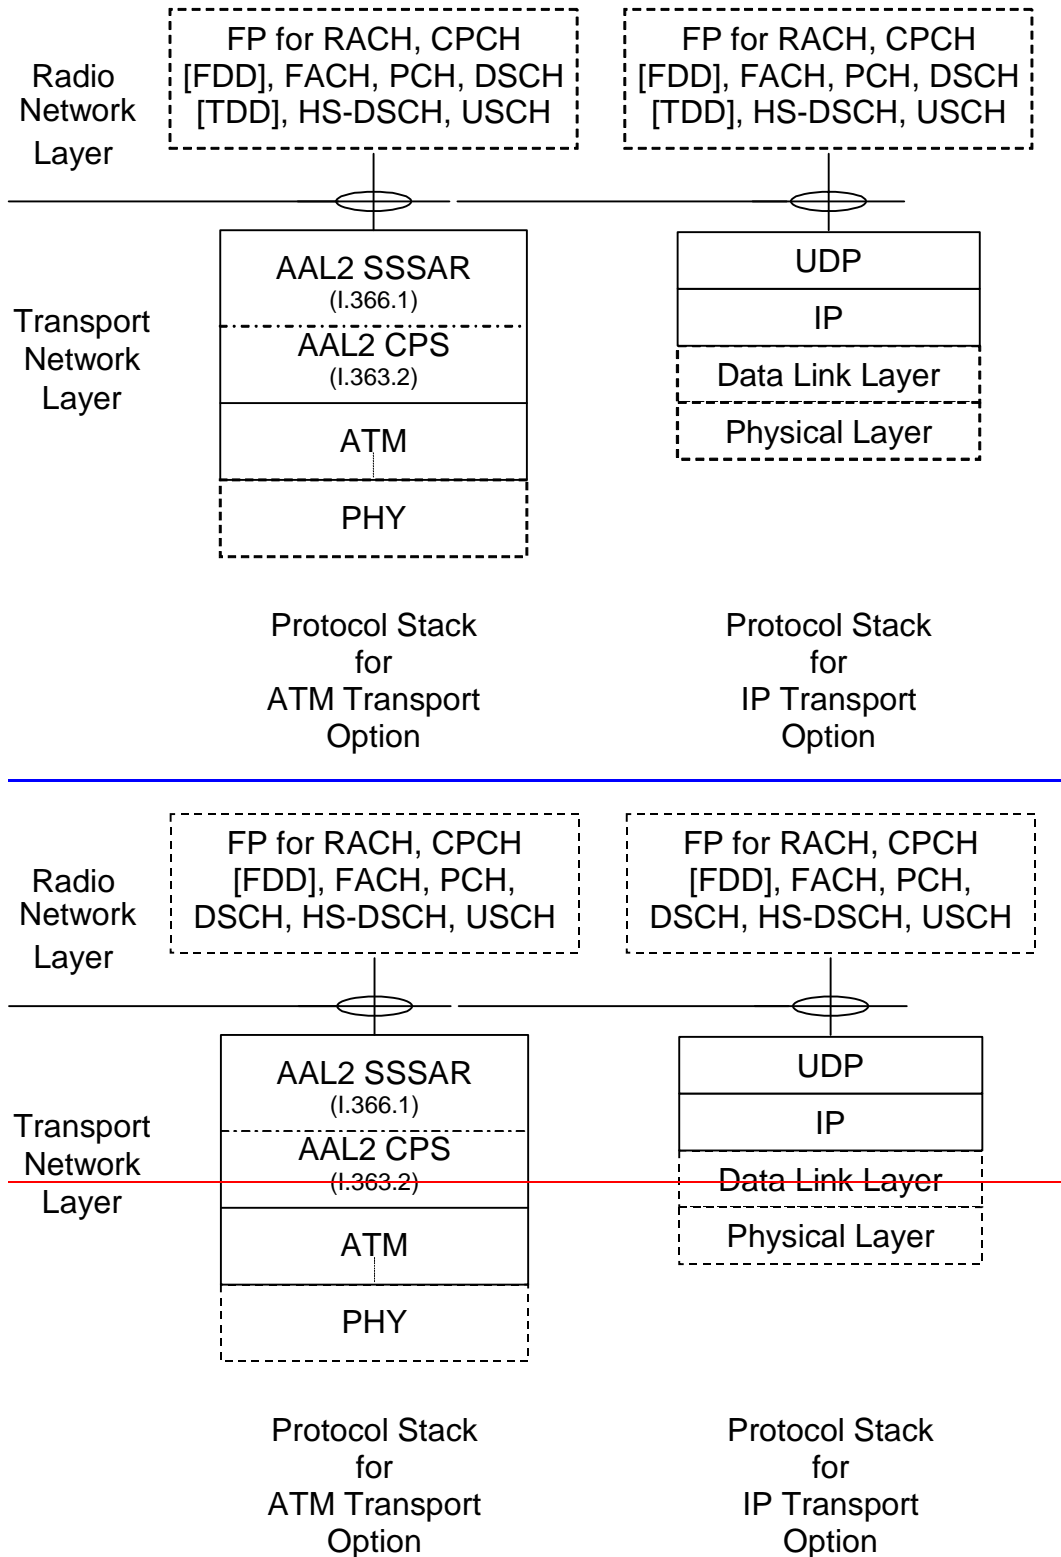 Radio
Network
Layer
FP for RACH, CPCH
[FDD], FACH, PCH, DSCH
[TDD], HS-DSCH, USCH
FP for RACH, CPCH
[FDD], FACH, PCH, DSCH
[TDD], HS-DSCH, USCH
Transport
Network
Layer
AAL2 SSSAR
(I.366.1)
AAL2 CPS
(I.363.2)
ATM
PHY
UDP
IP
Data Link Layer
Physical Layer
Protocol Stack
for
ATM Transport
Option
Protocol Stack
for
IP Transport
Option
Radio
Network
Layer
FP for RACH, CPCH
[FDD], FACH, PCH,
DSCH, HS-DSCH, USCH
FP for RACH, CPCH
[FDD], FACH, PCH,
DSCH, HS-DSCH, USCH
Transport
Network
Layer
AAL2 SSSAR
(I.366.1)
AAL2 CPS
(I.363.2)
ATM
PHY
UDP
IP
Data Link Layer
Physical Layer
Protocol Stack
for
ATM Transport
Option
Protocol Stack
for
IP Transport
Option